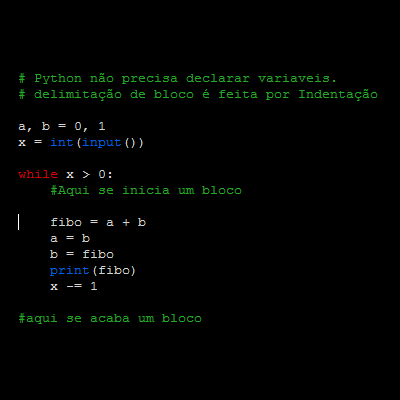 # Python não precisa declarar variaveis.
# delimitação de bloco é feita por Indentação
a, b = 0, 1
x = int(input())
while x > 0:
    #Aqui se inicia um bloco
    fibo = a + b
    a = b
    b = fibo
    print(fibo)
    x -= 1
#aqui se acaba um bloco